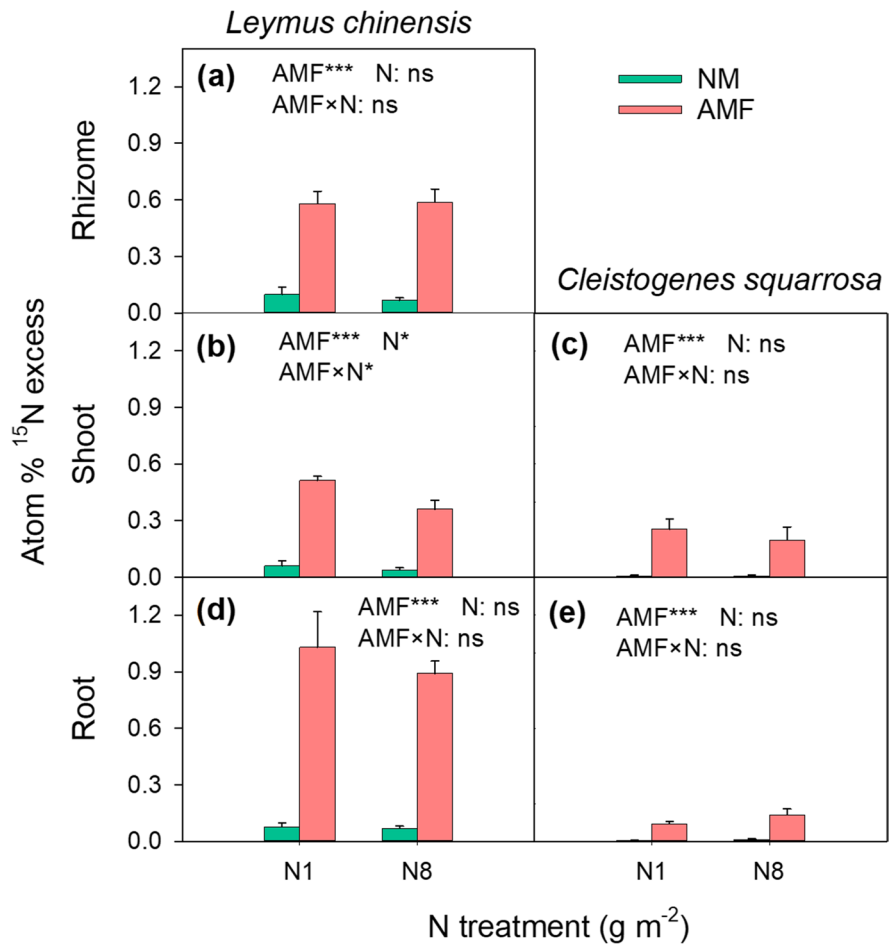 Leymus chinensis
(a)
AMF*** N: ns
AMF×N: ns
NM
AMF
Rhizome
1.2
0.9
0.6
0.3
0.0
Cleistogenes squarrosa
Atom % ¹⁵N excess
(b)
AMF*** N*
AMF×N*
Shoot
1.2
0.9
0.6
0.3
0.0
(c)
AMF*** N: ns
AMF×N: ns
(d)
AMF*** N: ns
AMF×N: ns
Root
1.2
0.9
0.6
0.3
0.0
(e)
AMF*** N: ns
AMF×N: ns
N1 N8 N1 N8
N treatment (g m⁻²)